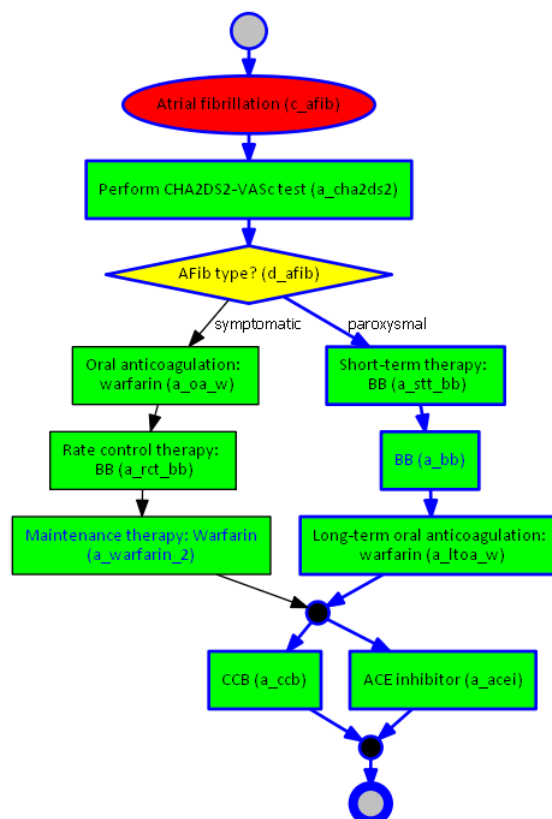 Atrial fibrillation (c_afib)
Perform CHA2DS2-VASc test (a_cha2ds2)
AFib type? (d_afib)
symptomatic
paroxysmal
Oral anticoagulation:
warfarin (a_oa_w)
Short-term therapy:
BB (a_stt_bb)
Rate control therapy:
BB (a_rct_bb)
BB (a_bb)
Maintenance therapy: Warfarin
(a_warfarin_2)
Long-term oral anticoagulation:
warfarin (a_ltoa_w)
CCB (a_ccb)
ACE inhibitor (a_acei)